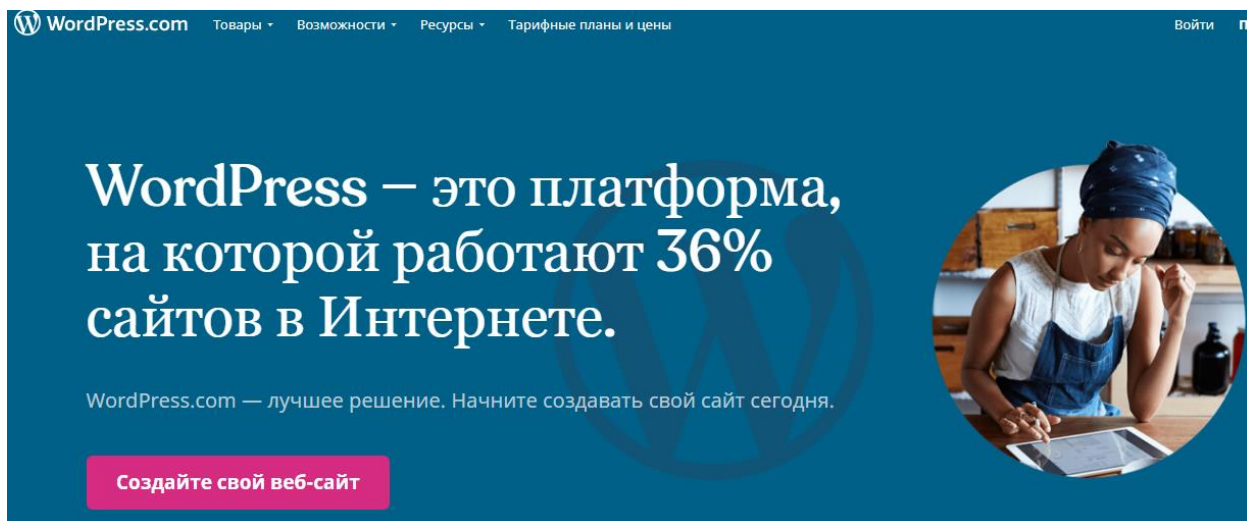 WordPress.com Товары Возможности Ресурсы Тарифные планы и цены Войти
WordPress — это платформа,
на которой работают 36%
сайтов в Интернете.
WordPress.com — лучшее решение. Начните создавать свой сайт сегодня.
Создайте свой веб-сайт